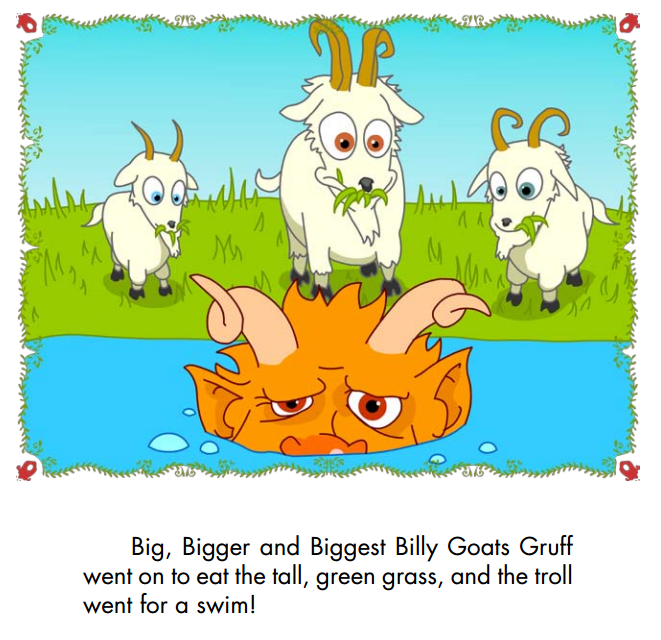 Big, Bigger and Biggest Billy Goats Gruff
went on to eat the tall, green grass, and the troll
went for a swim!